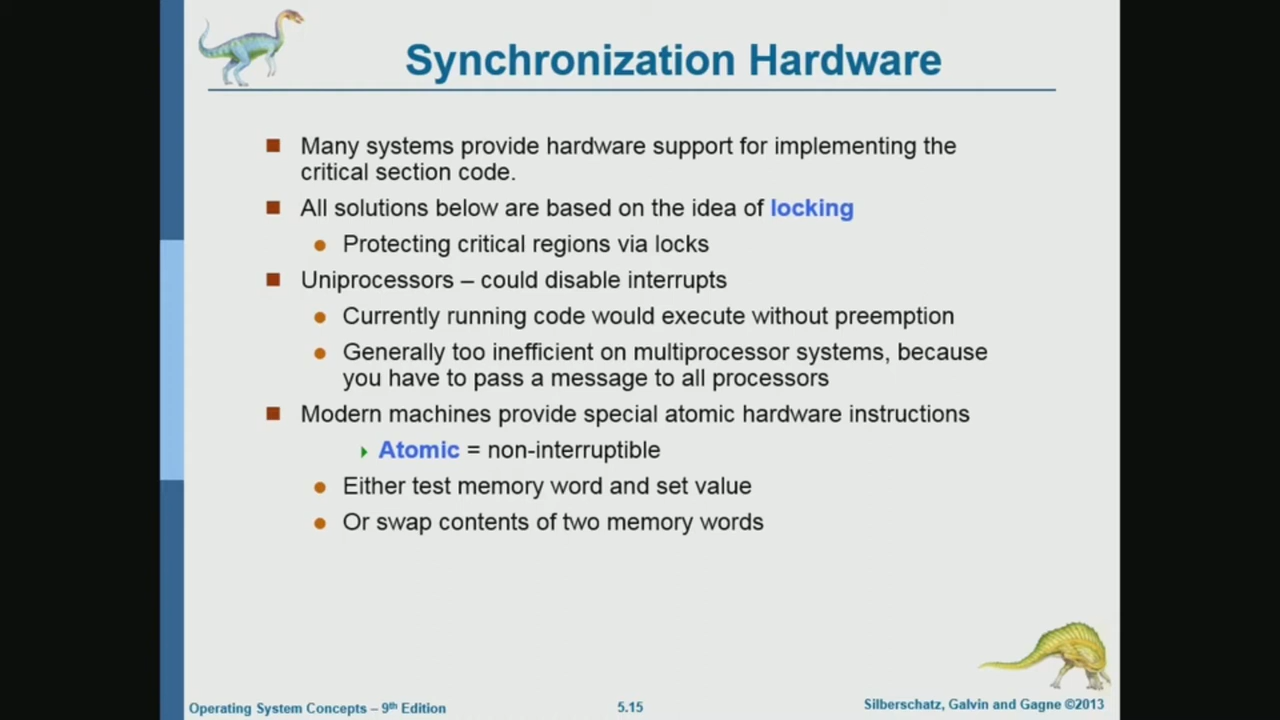 Synchronization Hardware
Many systems provide hardware support for implementing the
critical section code.
All solutions below are based on the idea of locking
Protecting critical regions via locks
Uniprocessors – could disable interrupts
Currently running code would execute without preemption
Generally too inefficient on multiprocessor systems, because
you have to pass a message to all processors
Modern machines provide special atomic hardware instructions
Atomic = non-interruptible
Either test memory word and set value
Or swap contents of two memory words
Operating System Concepts – 9th Edition
5.15
Silberschatz, Galvin and Gagne ©2013